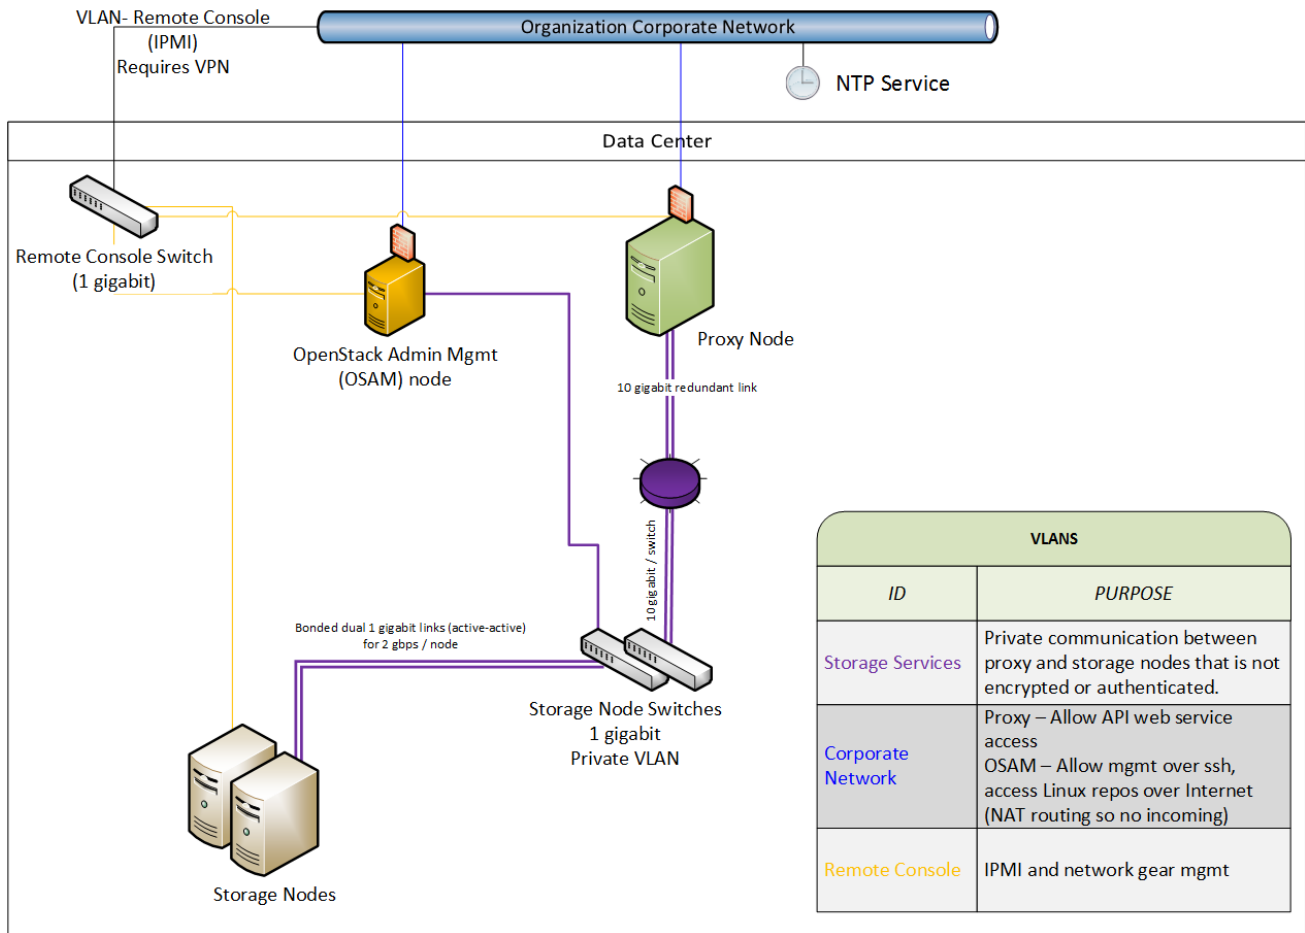 VLAN- Remote Console
(IPMI)
Requires VPN
Organization Corporate Network
NTP Service
Data Center
Remote Console Switch
(1 gigabit)
OpenStack Admin Mgmt
(OSAM) node
Proxy Node
10 gigabit redundant link
10 gigabit / switch
Bonded dual 1 gigabit links (active-active)
for 2 gbps / node
Storage Node Switches
1 gigabit
Private VLAN
Storage Nodes
VLANS
ID
PURPOSE
Storage Services
Private communication between
proxy and storage nodes that is not
encrypted or authenticated.
Corporate
Network
Proxy – Allow API web service
access
OSAM – Allow mgmt over ssh,
access Linux repos over Internet
(NAT routing so no incoming)
Remote Console
IPMI and network gear mgmt